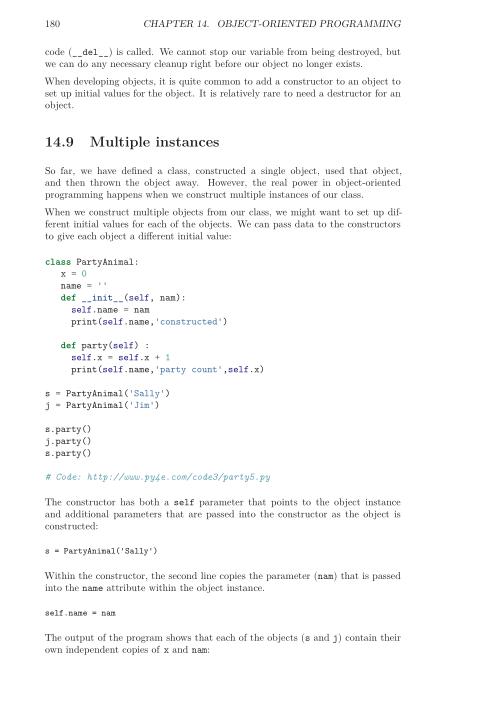 180 CHAPTER 14. OBJECT-ORIENTED PROGRAMMING
code (__del__) is called. We cannot stop our variable from being destroyed, but
we can do any necessary cleanup right before our object no longer exists.
When developing objects, it is quite common to add a constructor to an object to
set up initial values for the object. It is relatively rare to need a destructor for an
object.
14.9 Multiple instances
So far, we have defined a class, constructed a single object, used that object,
and then thrown the object away. However, the real power in object-oriented
programming happens when we construct multiple instances of our class.
When we construct multiple objects from our class, we might want to set up dif-
ferent initial values for each of the objects. We can pass data to the constructors
to give each object a different initial value:
class PartyAnimal:
   x = 0
   name = ''
   def __init__(self, nam):
     self.name = nam
     print(self.name,'constructed')
   def party(self) :
     self.x = self.x + 1
     print(self.name,'party count',self.x)
s = PartyAnimal('Sally')
j = PartyAnimal('Jim')
s.party()
j.party()
s.party()
# Code: http://www.py4e.com/code3/party5.py
The constructor has both a self parameter that points to the object instance
and additional parameters that are passed into the constructor as the object is
constructed:
s = PartyAnimal('Sally')
Within the constructor, the second line copies the parameter (nam) that is passed
into the name attribute within the object instance.
self.name = nam
The output of the program shows that each of the objects (s and j) contain their
own independent copies of x and nam: